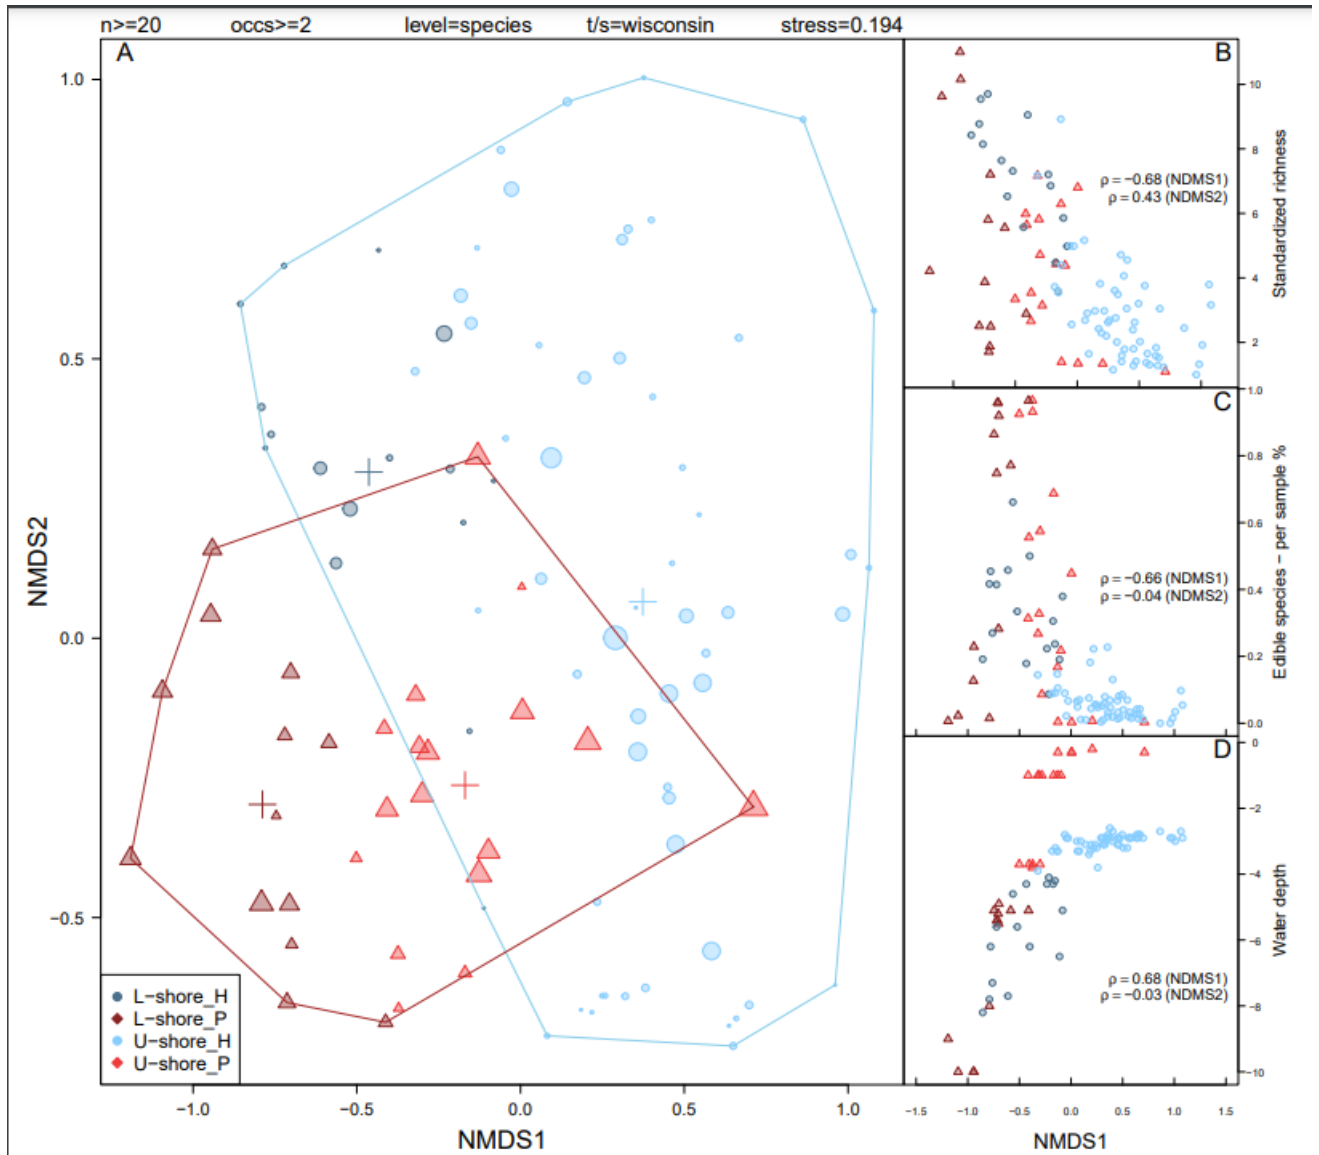 n>=20 occs>=2 level=species t/s=wisconsin stress=0.194
A
1.0
0.5
0.0
−0.5
NMDS2
−1.0 −0.5 0.0 0.5 1.0
NMDS1
L−shore_H
L−shore_P
U−shore_H
U−shore_P
B
ρ = −0.68 (NDMS1)
ρ = 0.43 (NDMS2)
10
8
6
4
2
Standardized richness
C
ρ = −0.66 (NDMS1)
ρ = −0.04 (NDMS2)
1.0
0.8
0.6
0.4
0.2
0.0
Edible species − per sample %
D
ρ = 0.68 (NDMS1)
ρ = −0.03 (NDMS2)
0
−2
−4
−6
−8
−10
Water depth
−1.5 −1.0 −0.5 0.0 0.5 1.0 1.5
NMDS1